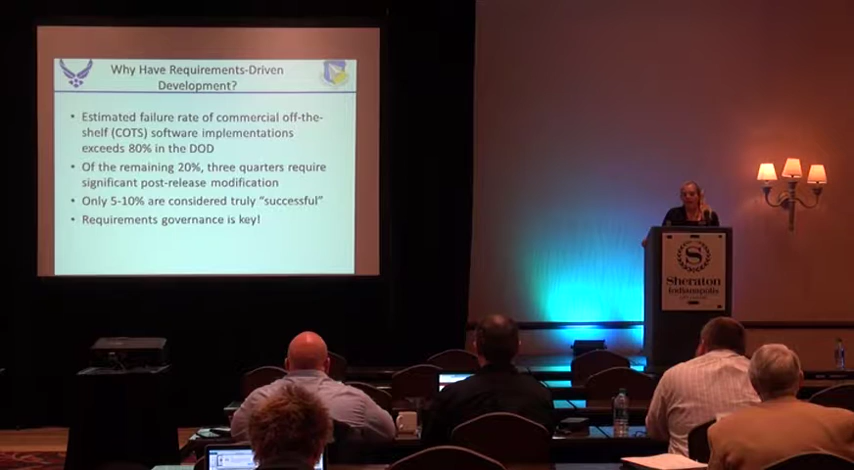 Why Have Requirements-Driven
Development?
• Estimated failure rate of commercial off-the-
shelf (COTS) software implementations
exceeds 80% in the DOD
• Of the remaining 20%, three quarters require
significant post-release modification
• Only 5-10% are considered truly “successful”
• Requirements governance is key!
S
Sheraton
Indianapolis